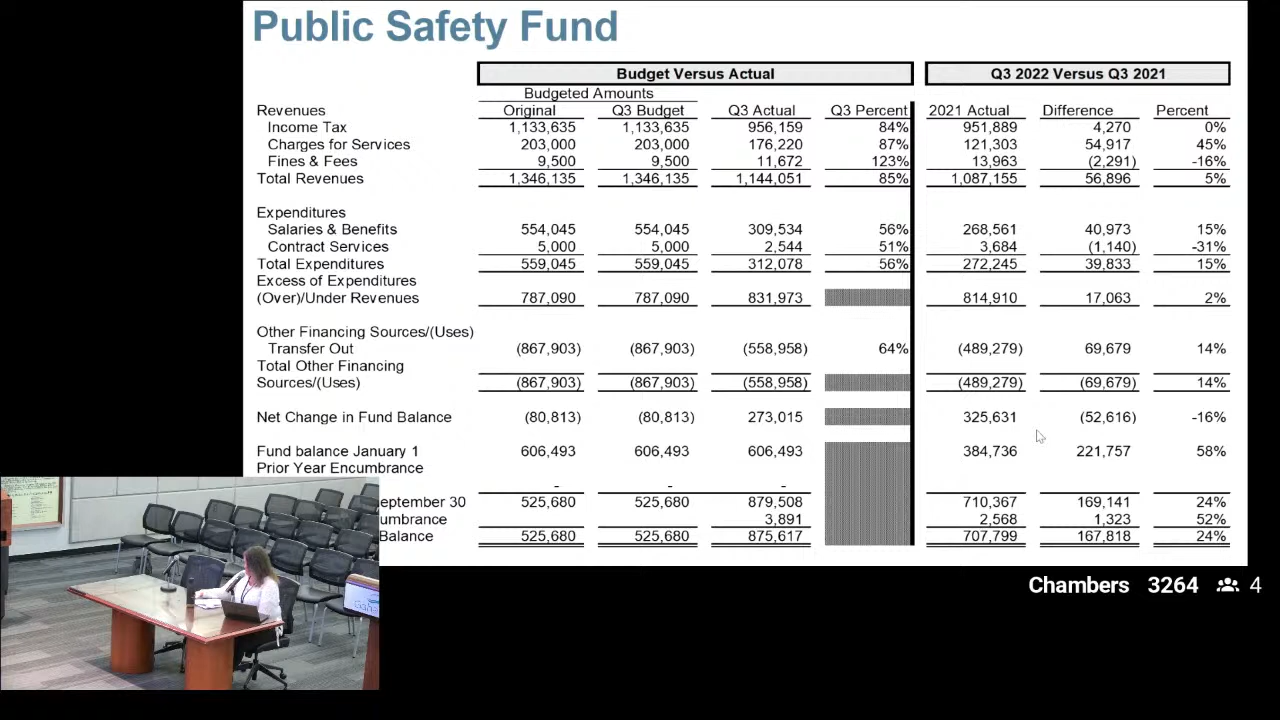 Public Safety Fund
Budget Versus Actual Q3 2022 Versus Q3 2021
Budgeted Amounts
Revenues Original Q3 Budget Q3 Actual Q3 Percent 2021 Actual Difference Percent
Income Tax 1,133,635 1,133,635 956,159 84% 951,889 4,270 0%
Charges for Services 203,000 203,000 176,220 87% 121,303 54,917 45%
Fines & Fees 9,500 9,500 11,672 123% 13,963 (2,291) -16%
Total Revenues 1,346,135 1,346,135 1,144,051 85% 1,087,155 56,896 5%
Expenditures
Salaries & Benefits 554,045 554,045 309,534 56% 268,561 40,973 15%
Contract Services 5,000 5,000 2,544 51% 3,684 (1,140) -31%
Total Expenditures 559,045 559,045 312,078 56% 272,245 39,833 15%
Excess of Expenditures
(Over)/Under Revenues 787,090 787,090 831,973 814,910 17,063 2%
Other Financing Sources/(Uses)
Transfer Out (867,903) (867,903) (558,958) 64% (489,279) 69,679 14%
Total Other Financing
Sources/(Uses) (867,903) (867,903) (558,958) (489,279) (69,679) 14%
Net Change in Fund Balance (80,813) (80,813) 273,015 325,631 (52,616) -16%
Fund balance January 1 606,493 606,493 606,493 384,736 221,757 58%
Prior Year Encumbrance
- - -
eptember 30 525,680 525,680 879,508 710,367 169,141 24%
umbrance 3,891 2,568 1,323 52%
Balance 525,680 525,680 875,617 707,799 167,818 24%
Chambers 3264 4